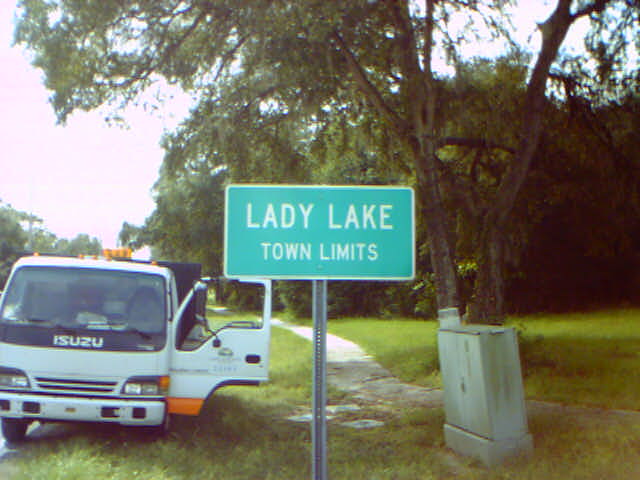 LADY LAKE
TOWN LIMITS
ISUZU